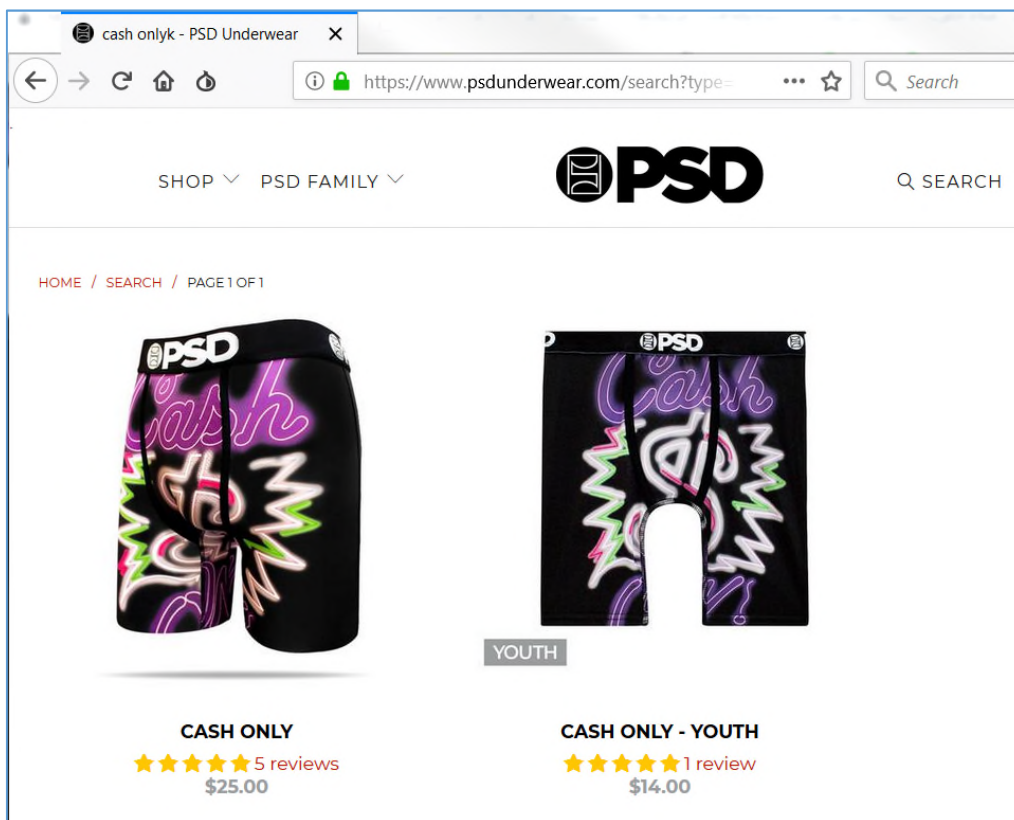 cash onlyk - PSD Underwear
https://www.psdunderwear.com/search?type=
Search
SHOP PSD FAMILY
PSD
SEARCH
HOME / SEARCH / PAGE 1 OF 1
PSD
Cash
PSD
Cash
YOUTH
CASH ONLY
5 reviews
$25.00
CASH ONLY - YOUTH
1 review
$14.00